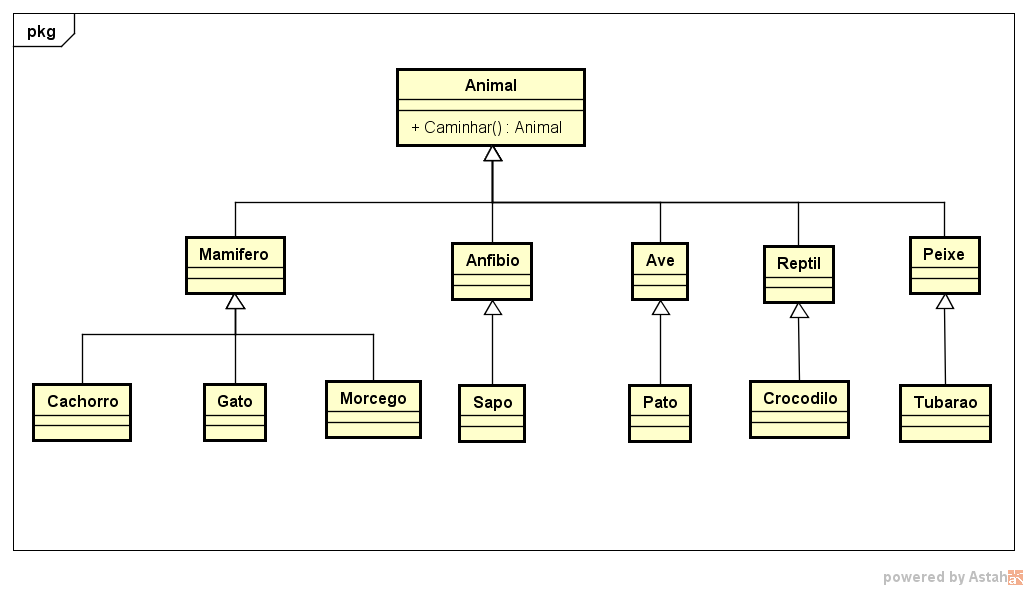 pkg
Animal
+ Caminhar() : Animal
Mamifero
Anfibio
Ave
Reptil
Peixe
Cachorro
Gato
Morcego
Sapo
Pato
Crocodilo
Tubarao
powered by Astah